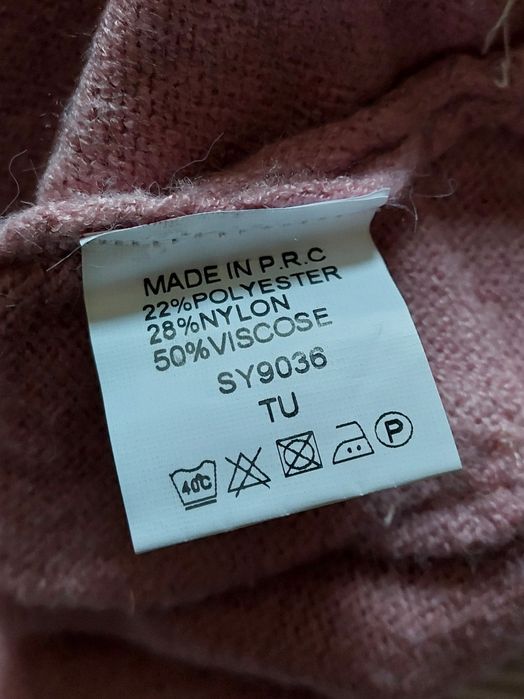 MADE IN P.R.C
22%POLYESTER
28%NYLON
50%VISCOSE
SY9036
TU
40℃ P